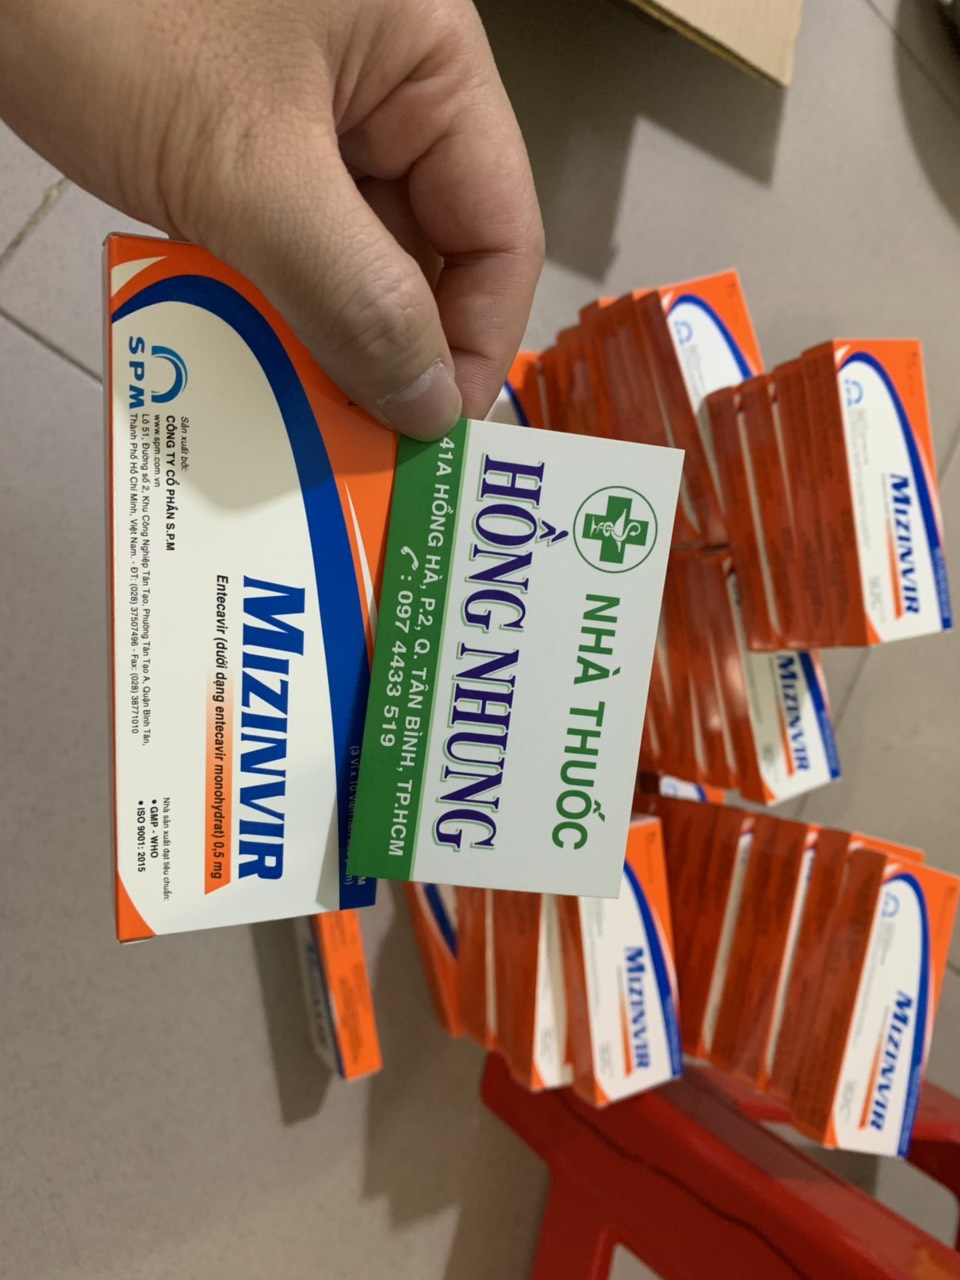 NHÀ THUỐC
HỒNG NHUNG
41A HỒNG HÀ, P.2, Q. TÂN BÌNH, TP.HCM
: 097 4433 519
MIZINVIR
Entecavir (dưới dạng entecavir monohydrat) 0,5 mg
SPM
Sản xuất bởi:
CÔNG TY CỔ PHẦN S.P.M
www.spm.com.vn
Lô 51, Đường số 2, Khu Công Nghiệp Tân Tạo, Phường Tân Tạo A, Quận Bình Tân,
Thành Phố Hồ Chí Minh, Việt Nam. - ĐT: (028) 37507496 - Fax: (028) 38771010
Nhà sản xuất đạt tiêu chuẩn:
• GMP - WHO
• ISO 9001: 2015
MIZINVIR
MIZINVIR
MIZINVIR
MIZINVIR